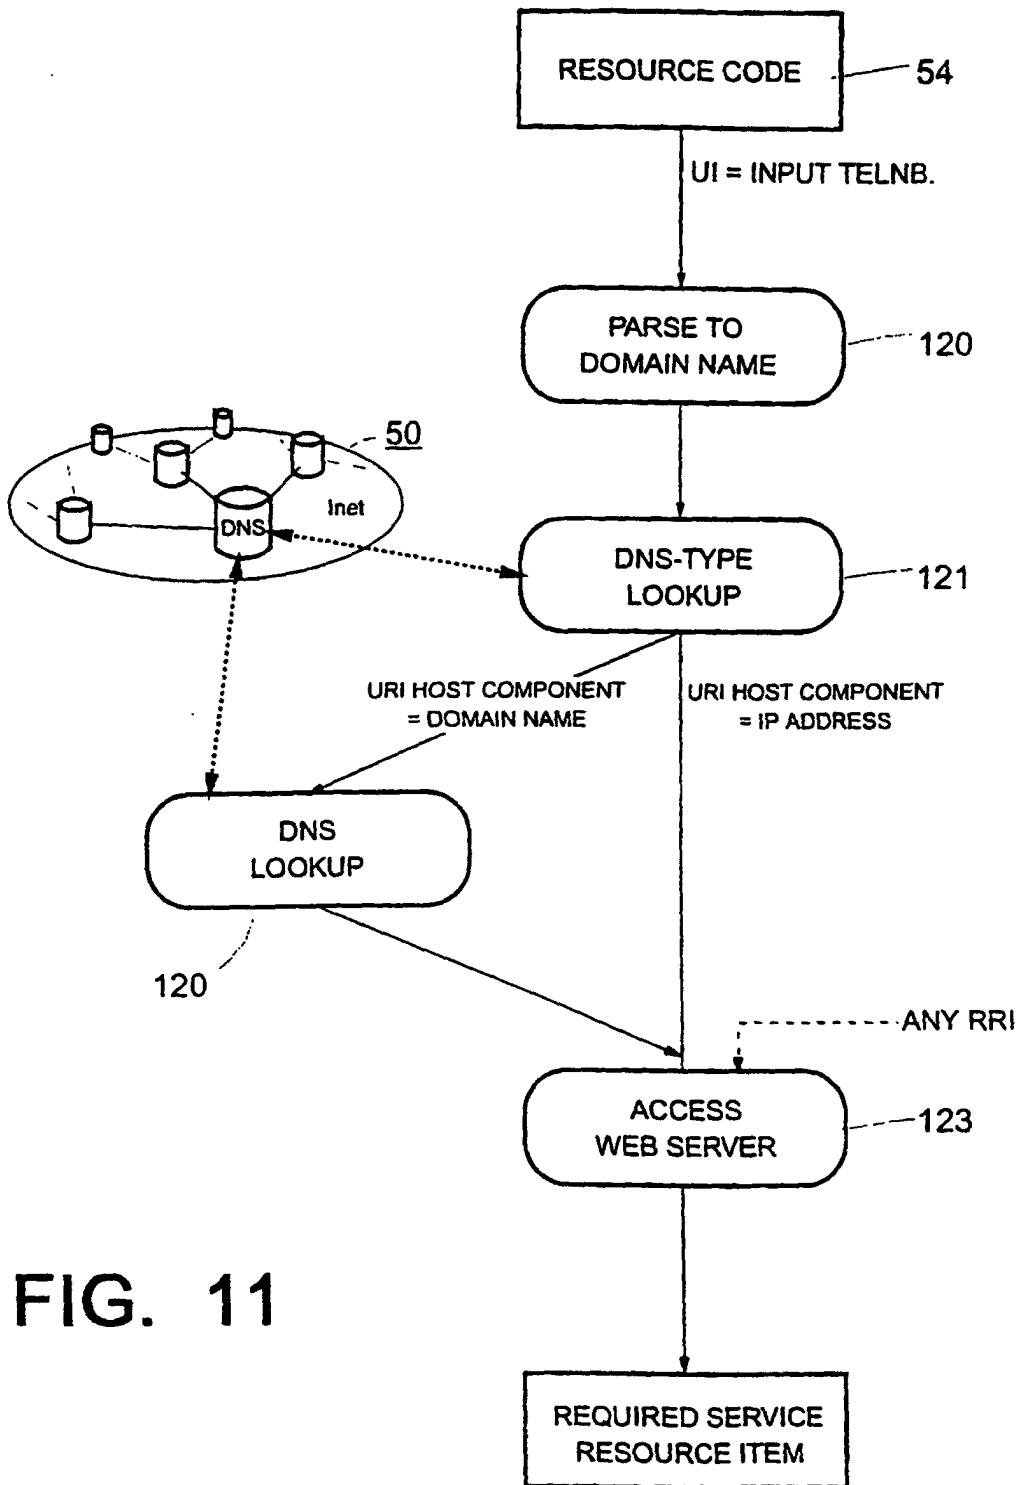 RESOURCE CODE
54
UI = INPUT TELNB.
PARSE TO
DOMAIN NAME
120
50
Inet
DNS
DNS-TYPE
LOOKUP
121
URI HOST COMPONENT
= DOMAIN NAME
URI HOST COMPONENT
= IP ADDRESS
DNS
LOOKUP
120
ANY RRI
ACCESS
WEB SERVER
123
FIG. 11
REQUIRED SERVICE
RESOURCE ITEM